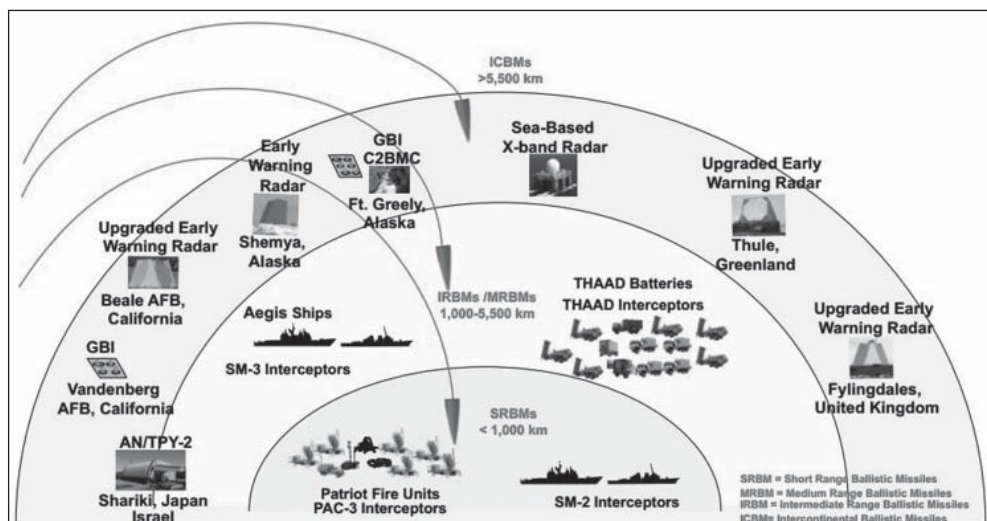 ICBMs
>5,500 km
Early
Warning
Radar
Shemya,
Alaska
GBI
C2BMC
Ft. Greely,
Alaska
Sea-Based
X-band Radar
Upgraded Early
Warning Radar
Thule,
Greenland
Upgraded Early
Warning Radar
Beale AFB,
California
IRBMs /MRBMs
1,000-5,500 km
THAAD Batteries
THAAD Interceptors
Aegis Ships
SM-3 Interceptors
Upgraded Early
Warning Radar
Fylingdales,
United Kingdom
GBI
Vandenberg
AFB, California
SRBMs
< 1,000 km
AN/TPY-2
Shariki, Japan
Israel
Patriot Fire Units
PAC-3 Interceptors
SM-2 Interceptors
SRBM = Short Range Ballistic Missiles
MRBM = Medium Range Ballistic Missiles
IRBM = Intermediate Range Ballistic Missiles
ICBM= Intercontinental Ballistic Missiles